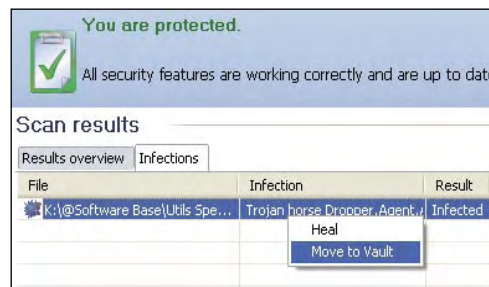 You are protected.
All security features are working correctly and are up to dat
Scan results
Results overview Infections
File Infection Result
K:\@Software Base\Utils Spe... Trojan horse Dropper.Agent. Infected
Heal
Move to Vault